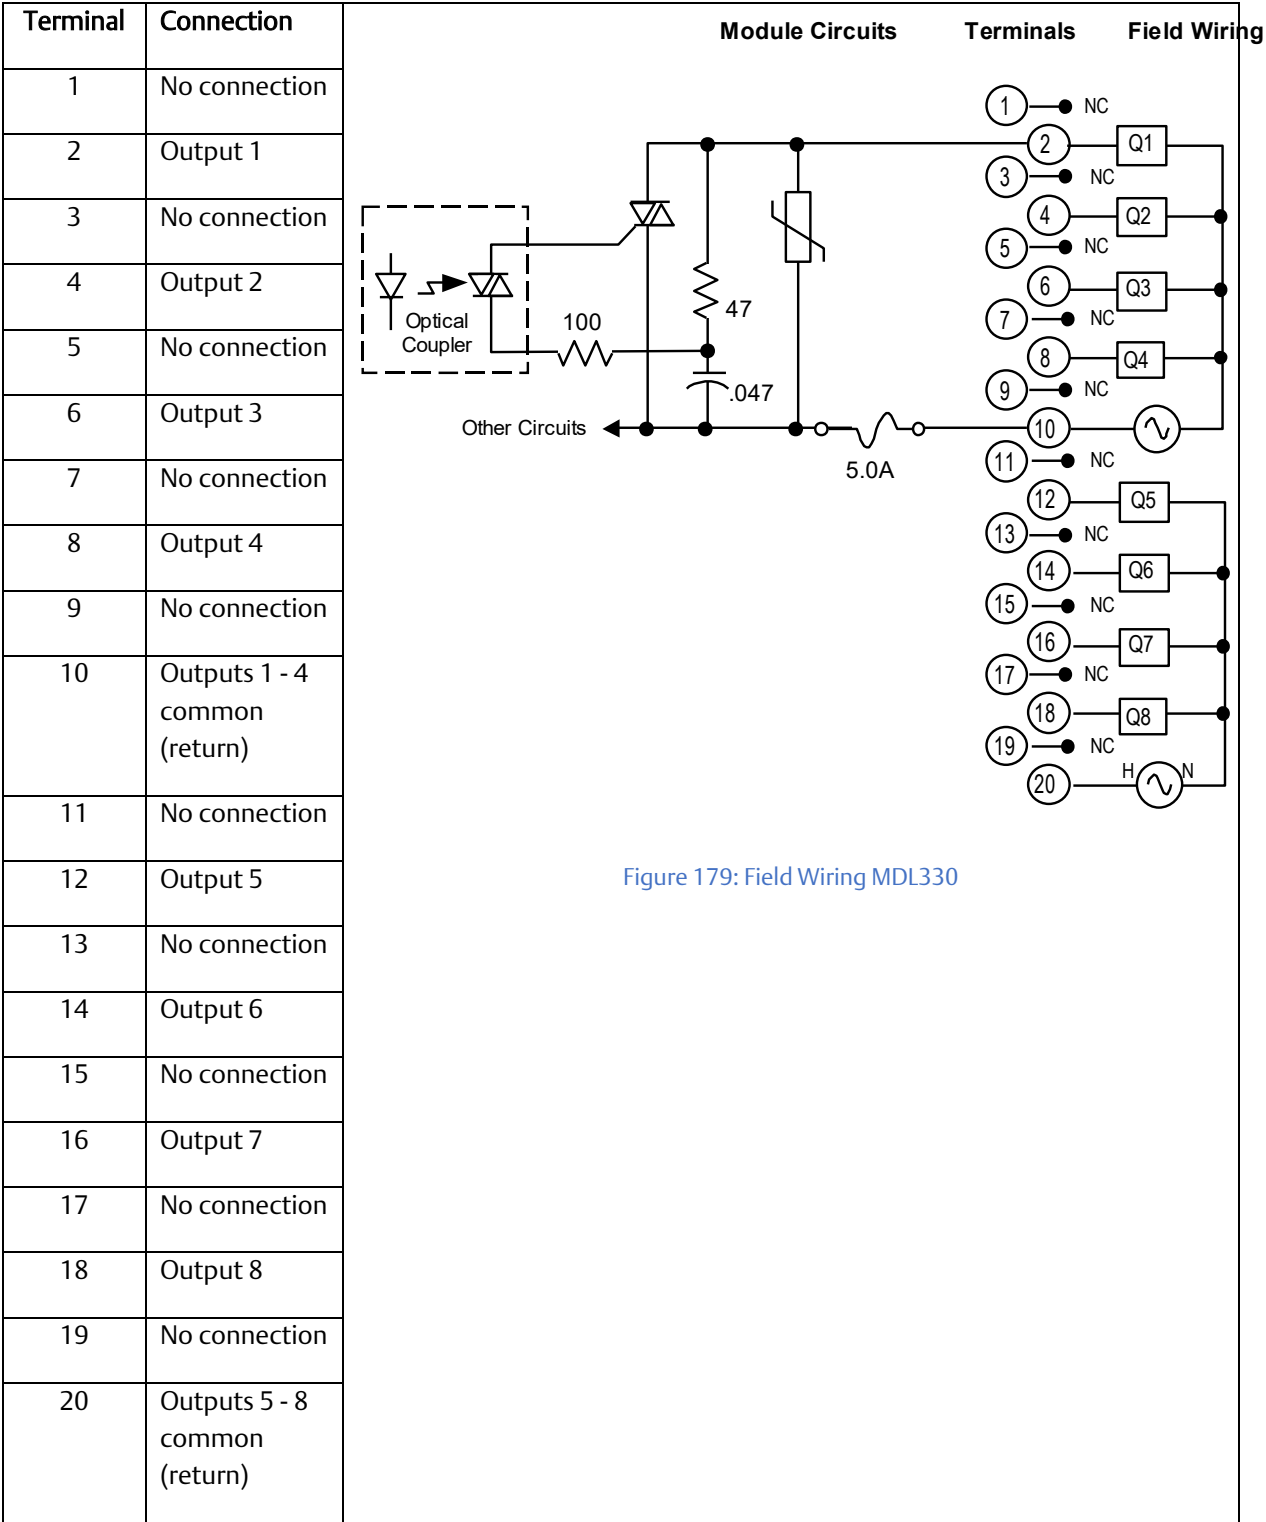 Terminal Connection
1 No connection
2 Output 1
3 No connection
4 Output 2
5 No connection
6 Output 3
7 No connection
8 Output 4
9 No connection
10 Outputs 1 - 4
common
(return)
11 No connection
12 Output 5
13 No connection
14 Output 6
15 No connection
16 Output 7
17 No connection
18 Output 8
19 No connection
20 Outputs 5 - 8
common
(return)
Module Circuits Terminals Field Wiring
1 NC
2 Q1
3 NC
4 Q2
5 NC
6 Q3
7 NC
8 Q4
9 NC
10
11 NC
12 Q5
13 NC
14 Q6
15 NC
16 Q7
17 NC
18 Q8
19 NC
20 H N
Optical
Coupler
100
47
.047
Other Circuits
5.0A
Figure 179: Field Wiring MDL330